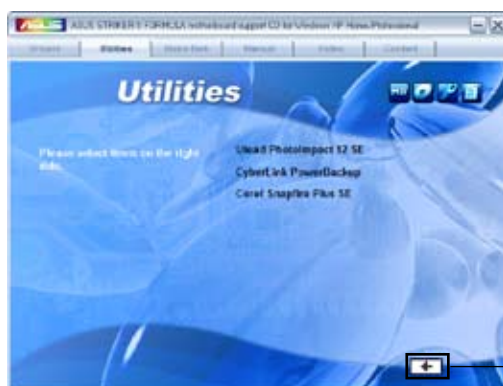 ASUS STRIKER II FORMULA motherboard support CD for Windows XP Home/Professional
Drivers Utilities Make Disk Manual Video Contact
Utilities
Please select items on the right side.
Ulead PhotoImpact 12 SE
CyberLink PowerBackup
Corel Snapfire Plus SE